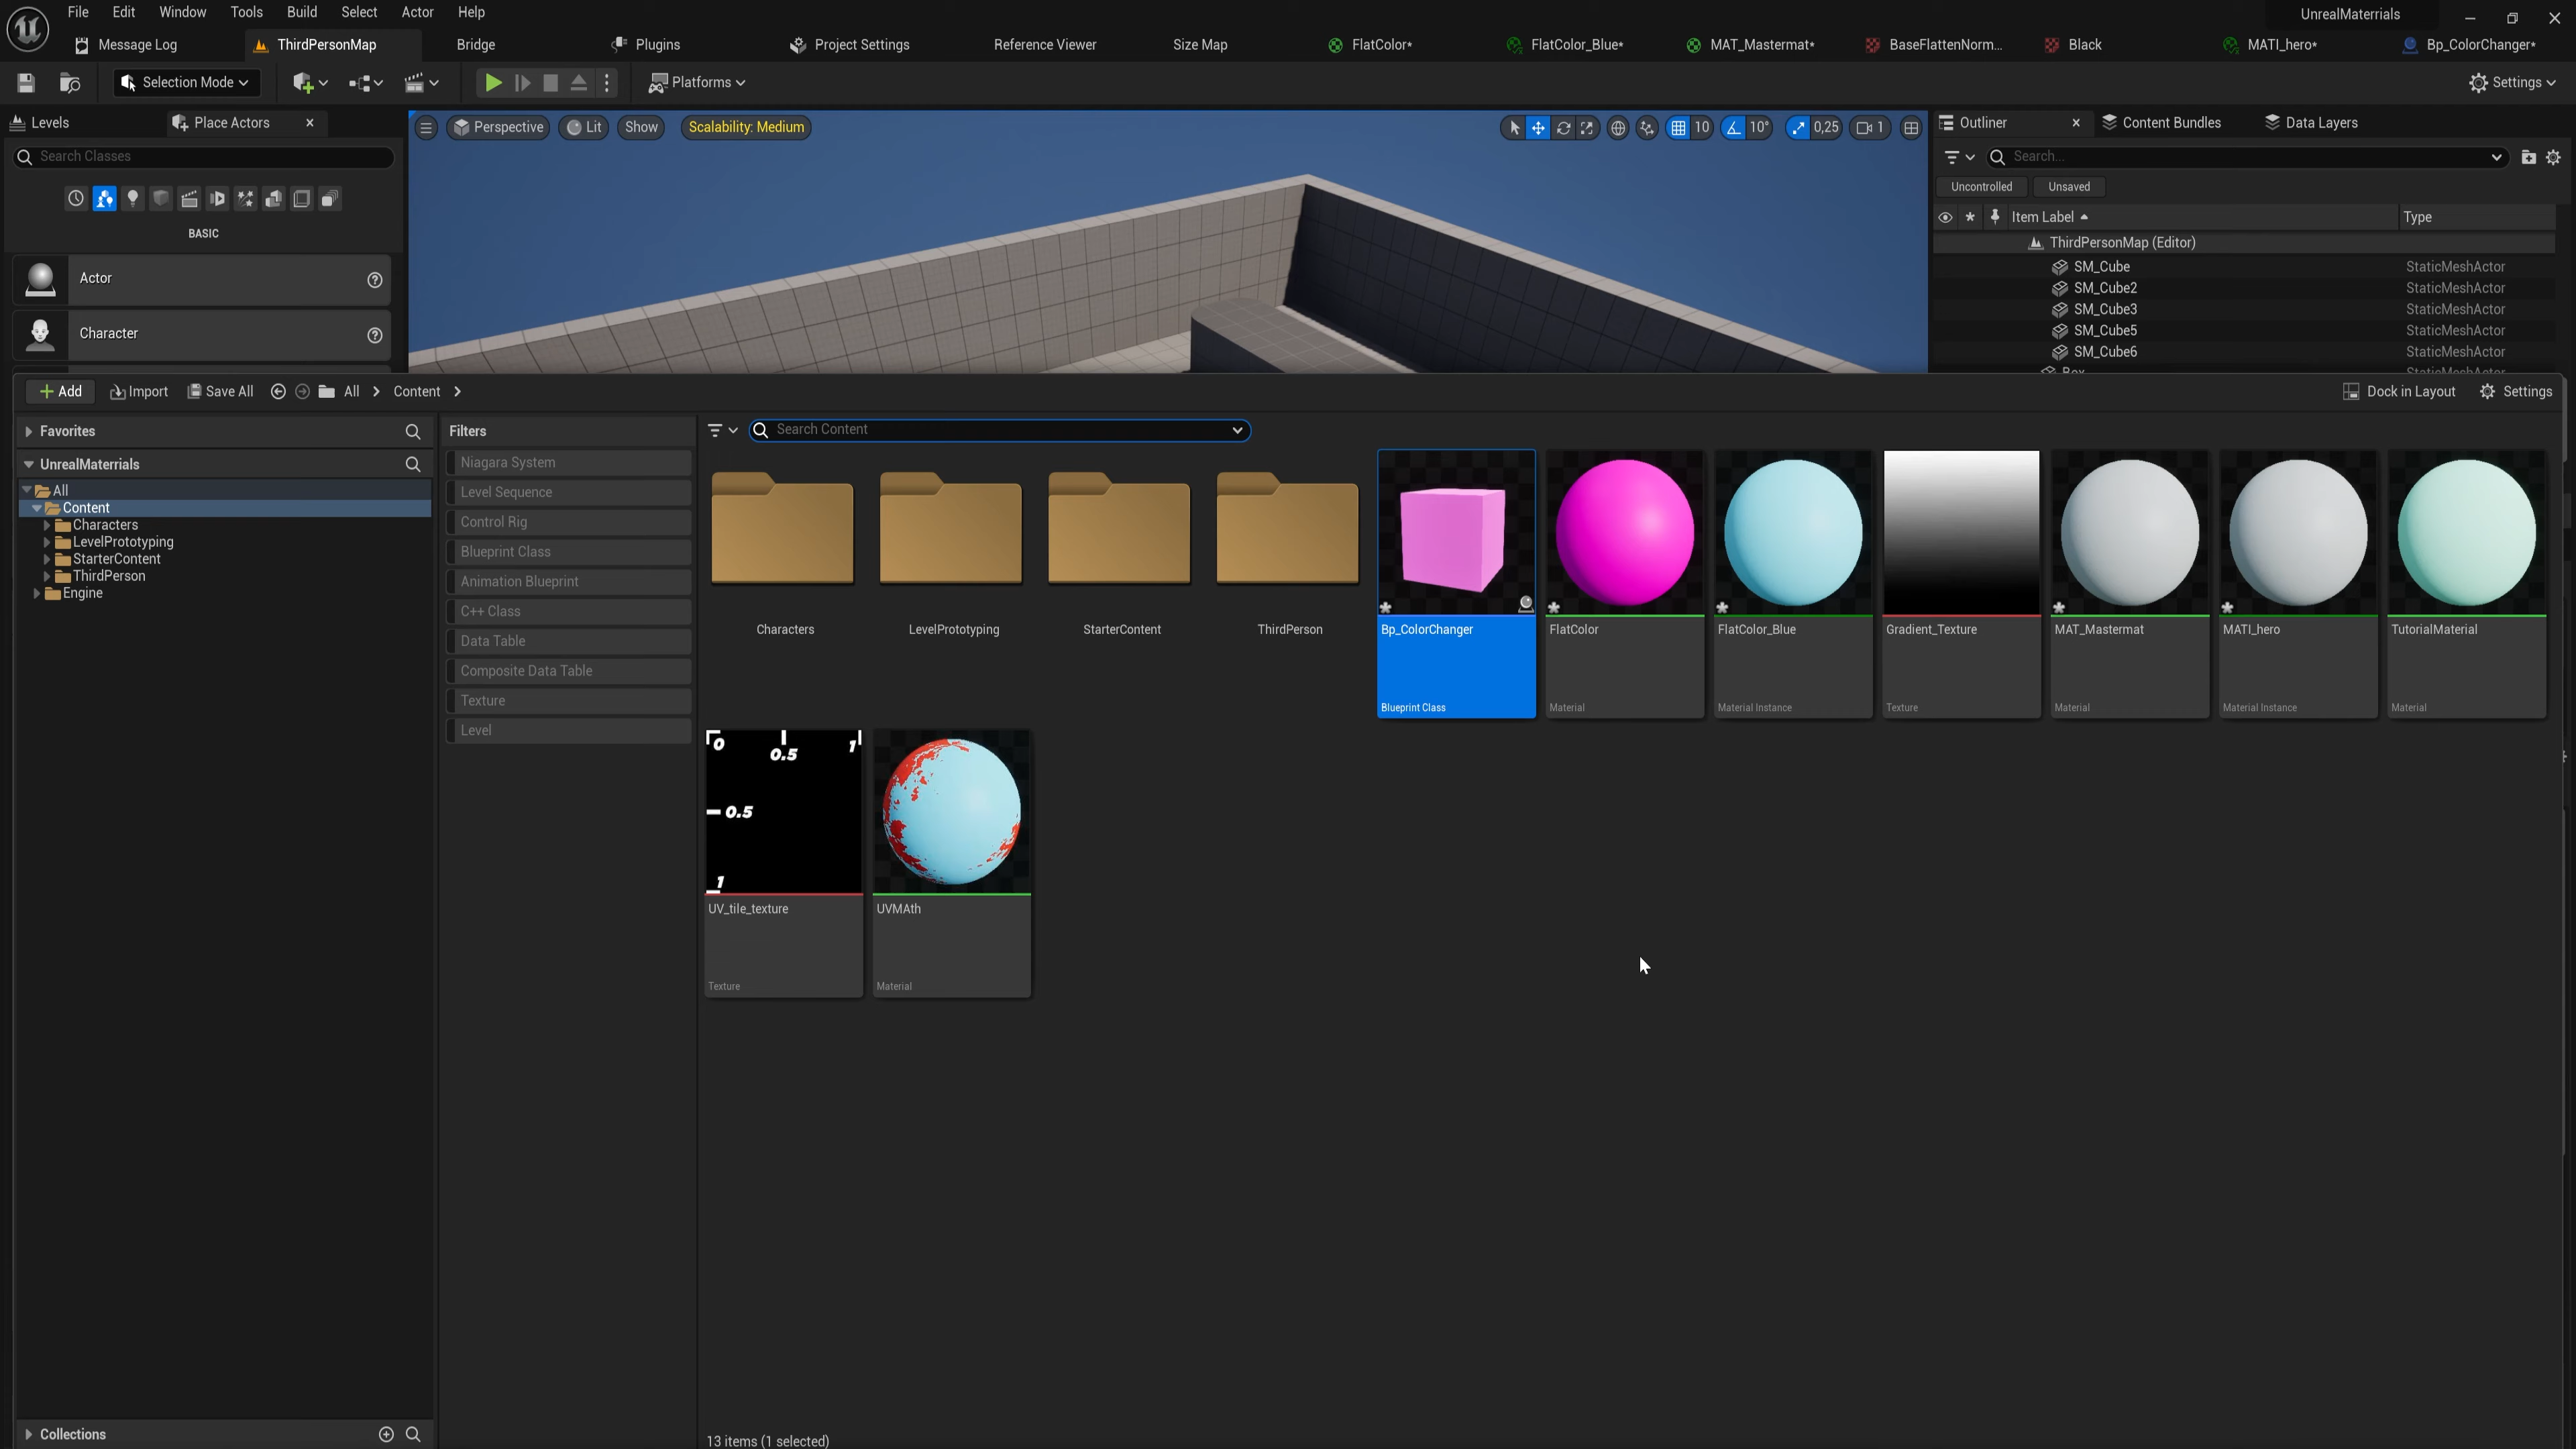 File Edit Window Tools Build Select Actor Help
UnrealMaterrials
Message Log ThirdPersonMap Bridge Plugins Project Settings Reference Viewer Size Map FlatColor* FlatColor_Blue* MAT_Mastermat* BaseFlattenNorm... Black MATI_hero* Bp_ColorChanger*
Selection Mode Platforms Settings
Levels Place Actors
Perspective Lit Show Scalability: Medium 10 10° 0,25 1
Outliner Content Bundles Data Layers
Search Classes
Search...
Uncontrolled Unsaved
Item Label Type
BASIC
ThirdPersonMap (Editor)
Actor
SM_Cube StaticMeshActor
SM_Cube2 StaticMeshActor
SM_Cube3 StaticMeshActor
Character
SM_Cube5 StaticMeshActor
SM_Cube6 StaticMeshActor
Add Import Save All All Content Dock in Layout Settings
Favorites
Filters
Search Content
UnrealMaterrials
All
Content
Characters
LevelPrototyping
StarterContent
ThirdPerson
Engine
Niagara System
Level Sequence
Control Rig
Blueprint Class
Animation Blueprint
C++ Class
Data Table
Composite Data Table
Texture
Level
Characters LevelPrototyping StarterContent ThirdPerson Bp_ColorChanger FlatColor FlatColor_Blue Gradient_Texture MAT_Mastermat MATI_hero TutorialMaterial
Blueprint Class Material Material Instance Texture Material Material Instance Material
0 0.5 1
0.5
1
UV_tile_texture UVMAth
Texture Material
Collections
13 items (1 selected)